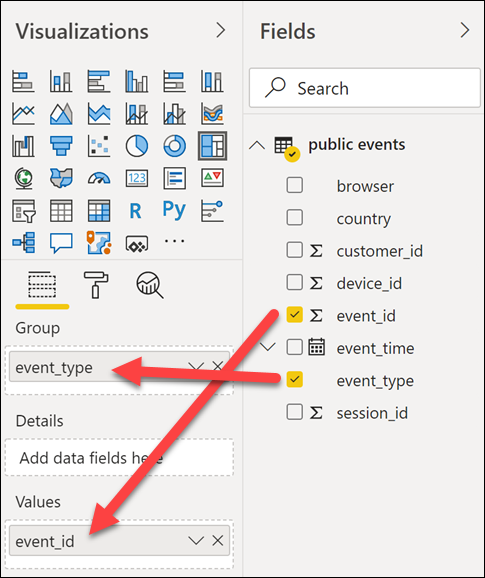 Visualizations
123
R
Py
Group
event_type
Details
Add data fields here
Values
event_id
Fields
Search
public events
browser
country
Σ customer_id
Σ device_id
Σ event_id
event_time
event_type
Σ session_id